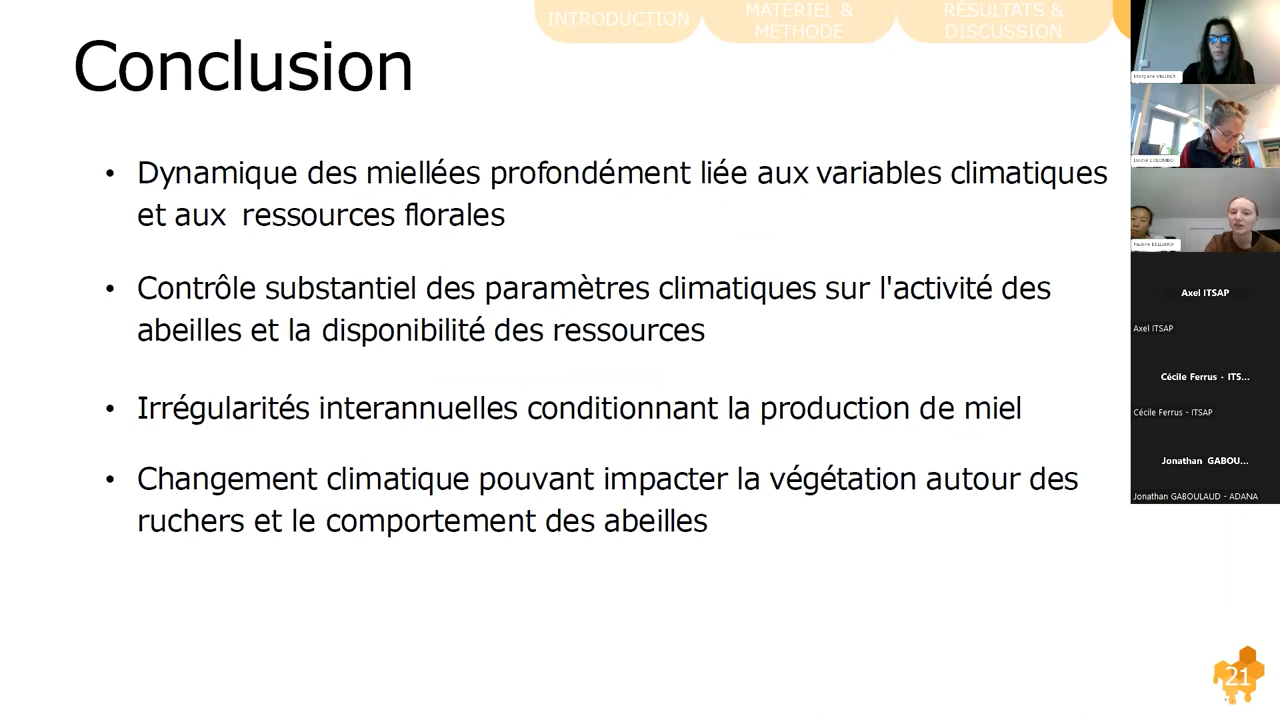 INTRODUCTION
MATÉRIEL &
MÉTHODE
RÉSULTATS &
DISCUSSION
Conclusion
• Dynamique des miellées profondément liée aux variables climatiques
et aux ressources florales
• Contrôle substantiel des paramètres climatiques sur l'activité des
abeilles et la disponibilité des ressources
• Irrégularités interannuelles conditionnant la production de miel
• Changement climatique pouvant impacter la végétation autour des
ruchers et le comportement des abeilles
Axel ITSAP
Axel ITSAP
Cécile Ferrus - ITS...
Cécile Ferrus - ITSAP
Jonathan GABOU...
Jonathan GABOULAUD - ADANA
21